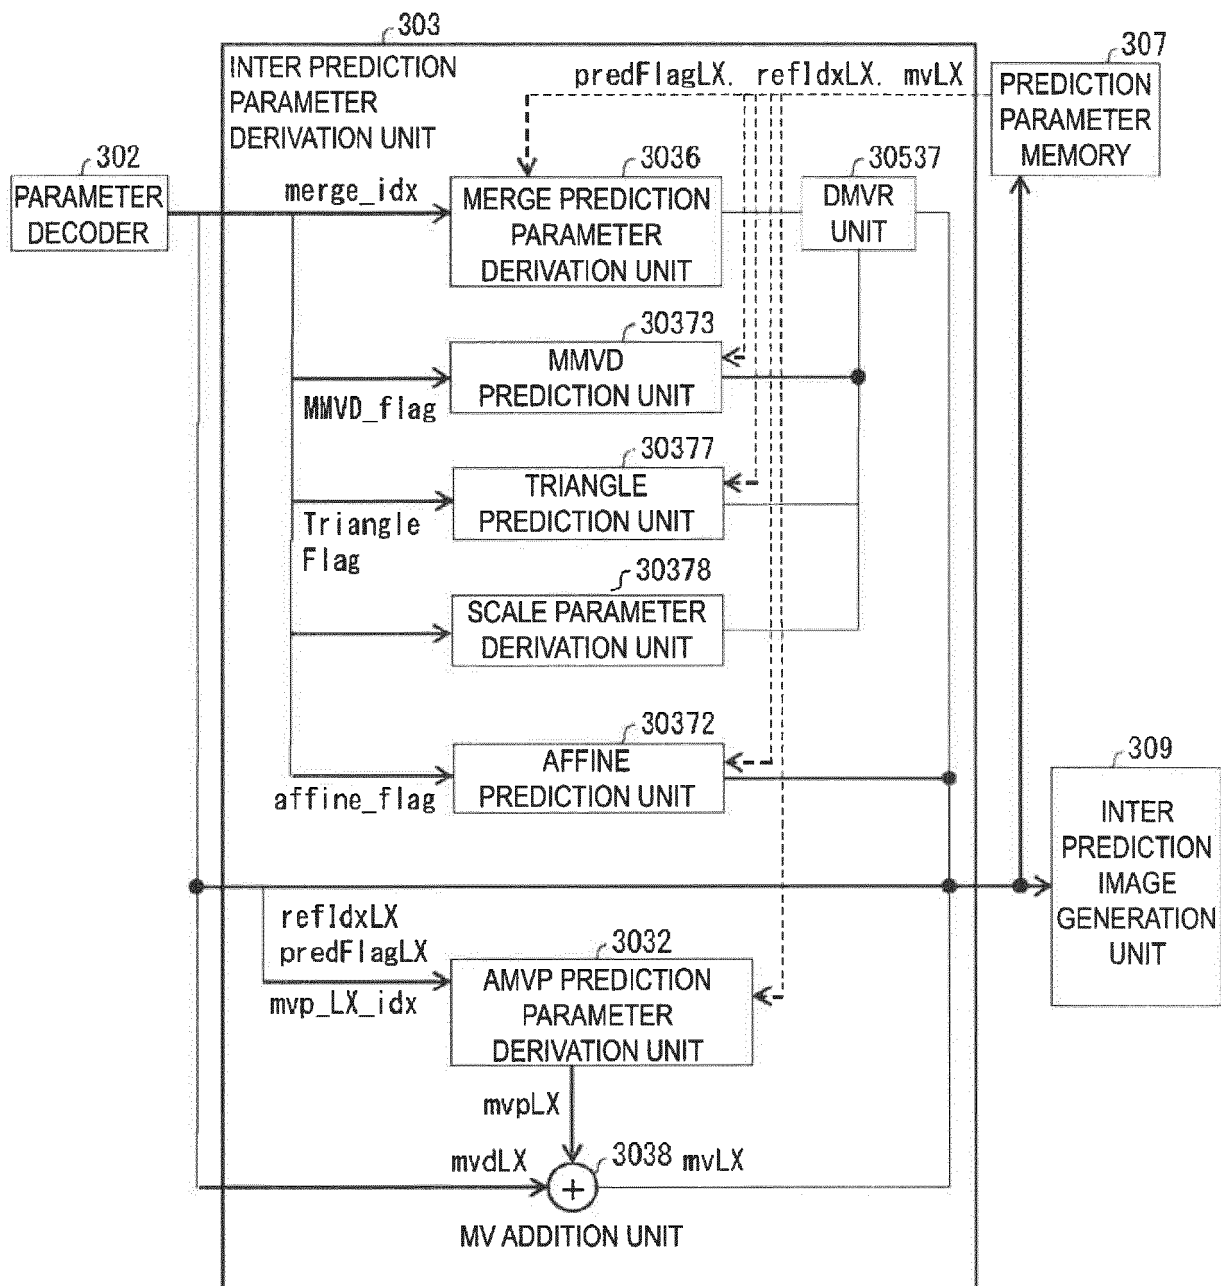 303
307
INTER PREDICTION
PARAMETER
DERIVATION UNIT
predFlagLX. refIdxLX. mvLX
PREDICTION
PARAMETER
MEMORY
302
PARAMETER
DECODER
merge_idx
3036
MERGE PREDICTION
PARAMETER
DERIVATION UNIT
30537
DMVR
UNIT
30373
MMVD
PREDICTION UNIT
MMVD_flag
30377
TRIANGLE
PREDICTION UNIT
Triangle
Flag
30378
SCALE PARAMETER
DERIVATION UNIT
30372
AFFINE
PREDICTION UNIT
affine_flag
309
INTER
PREDICTION
IMAGE
GENERATION
UNIT
refIdxLX
predFlagLX
mvp_LX_idx
3032
AMVP PREDICTION
PARAMETER
DERIVATION UNIT
mvpLX
mvdLX
+
3038
mvLX
MV ADDITION UNIT